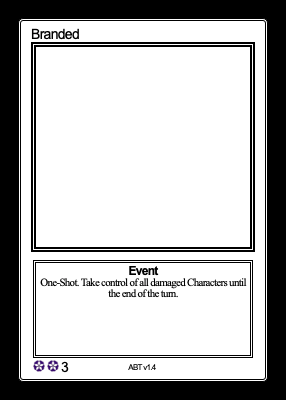 Branded
Event
One-Shot. Take control of all damaged Characters until
the end of the turn.
3
ABT v1.4